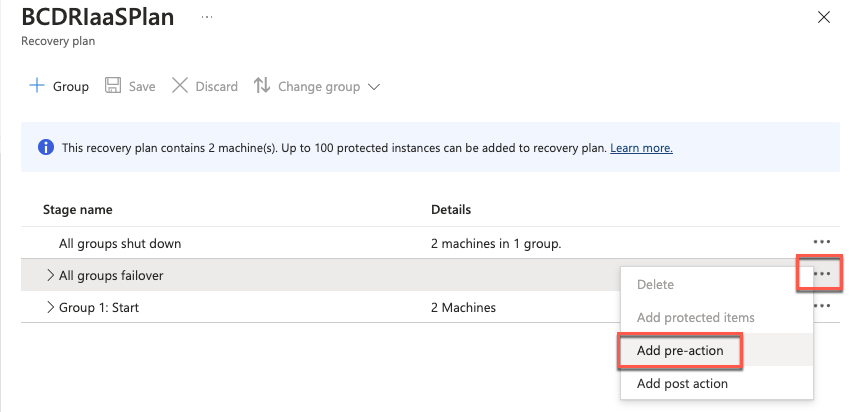 BCDRIaaSPlan ...
Recovery plan
+ Group Save Discard Change group
This recovery plan contains 2 machine(s). Up to 100 protected instances can be added to recovery plan. Learn more.
Stage name Details
All groups shut down 2 machines in 1 group.
All groups failover
Delete
Group 1: Start 2 Machines
Add protected items
Add pre-action
Add post action